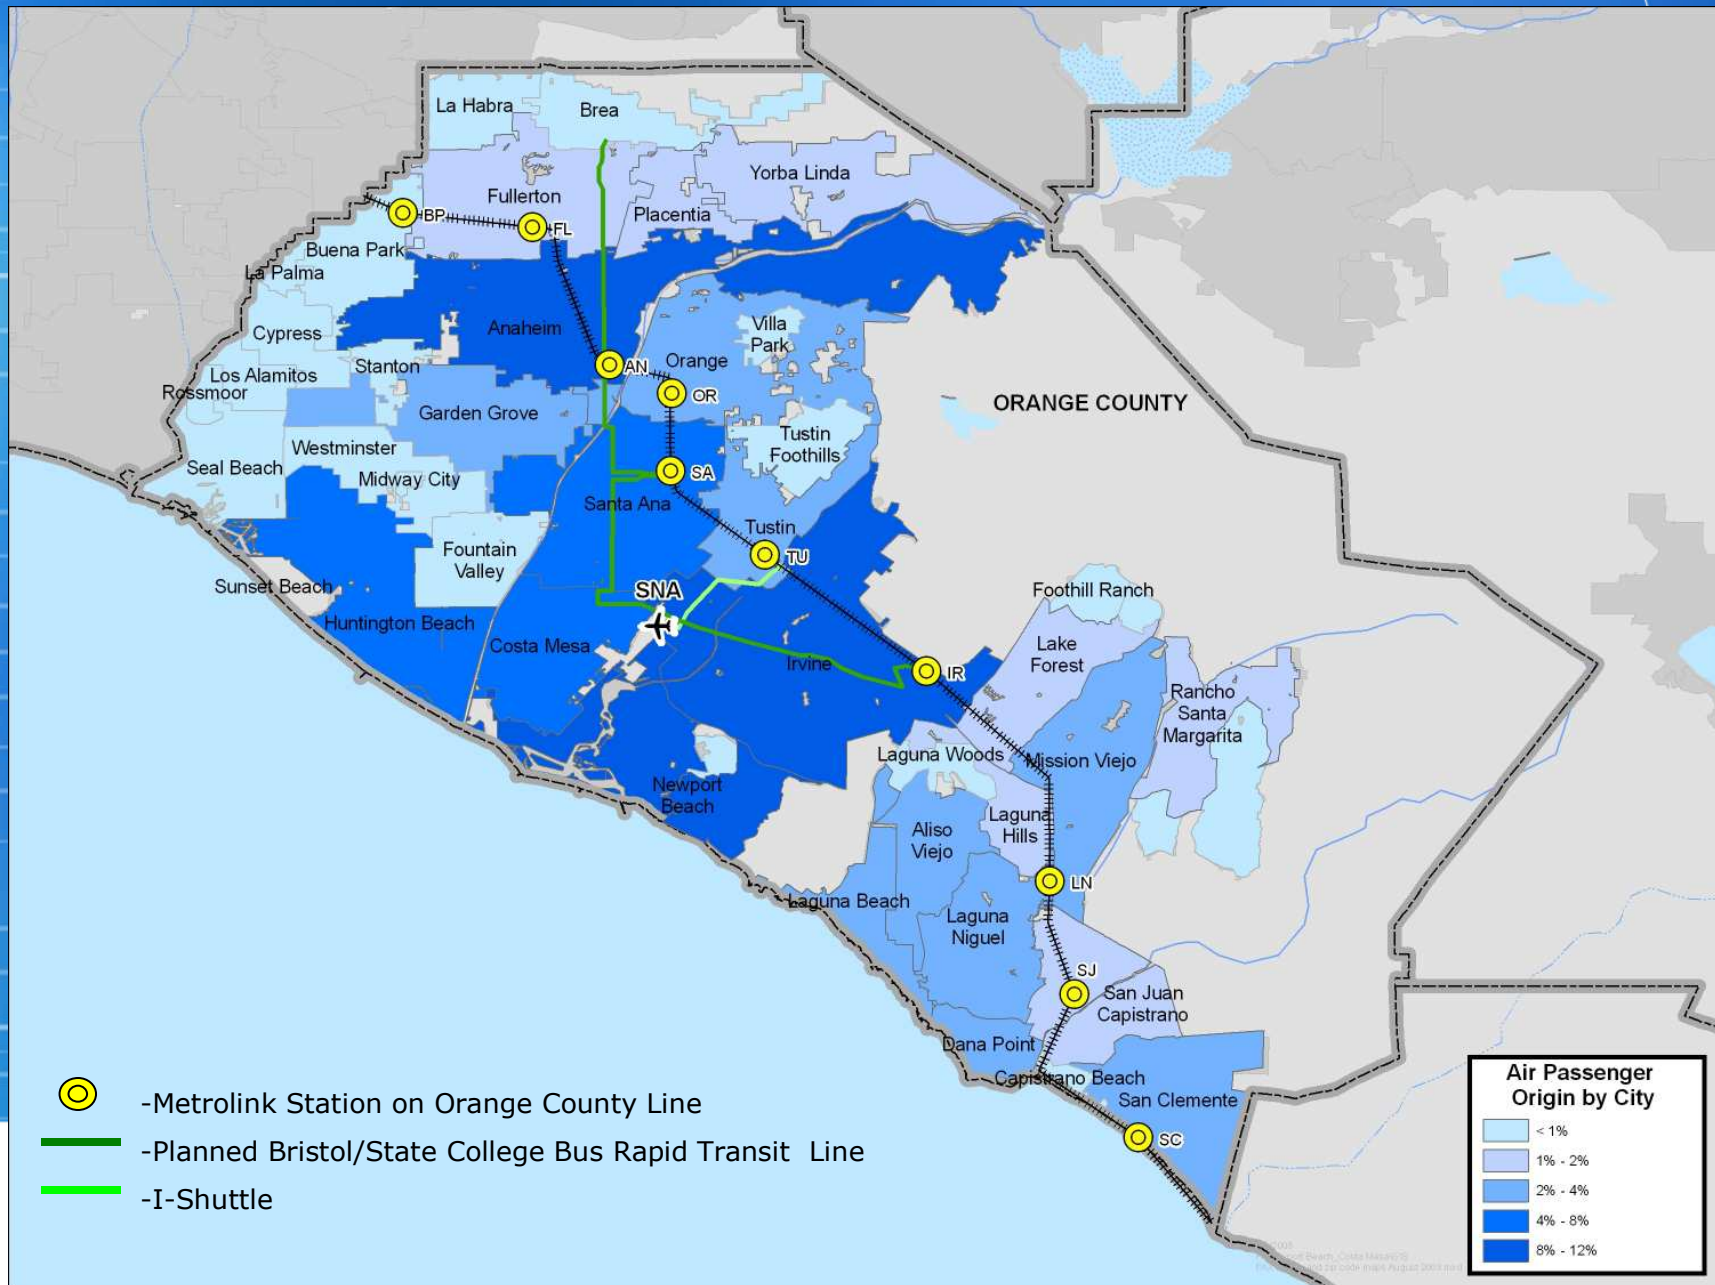 La Habra
Brea
Yorba Linda
Fullerton
Placentia
BP
FL
Buena Park
La Palma
Cypress
Anaheim
Villa
Park
Stanton
AN
Orange
Los Alamitos
Rossmoor
OR
ORANGE COUNTY
Garden Grove
Tustin
Foothills
Westminster
Seal Beach
Midway City
SA
Santa Ana
Tustin
TU
Fountain
Valley
Sunset Beach
SNA
Foothill Ranch
Huntington Beach
Costa Mesa
Lake
Forest
Irvine
IR
Rancho
Santa
Margarita
Laguna Woods
Mission Viejo
Newport
Beach
Laguna
Hills
Aliso
Viejo
LN
Laguna Beach
Laguna
Niguel
SJ
San Juan
Capistrano
Dana Point
Capistrano Beach
San Clemente
SC
-Metrolink Station on Orange County Line
-Planned Bristol/State College Bus Rapid Transit Line
-I-Shuttle
Air Passenger
Origin by City
< 1%
1% - 2%
2% - 4%
4% - 8%
8% - 12%